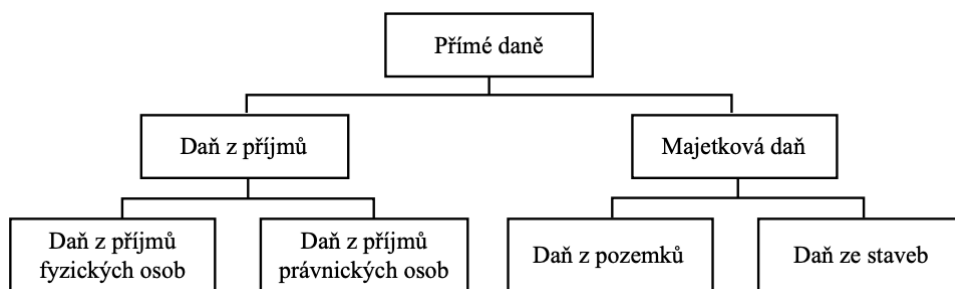 Přímé daně
Daň z příjmů
Majetková daň
Daň z příjmů
fyzických osob
Daň z příjmů
právnických osob
Daň z pozemků
Daň ze staveb